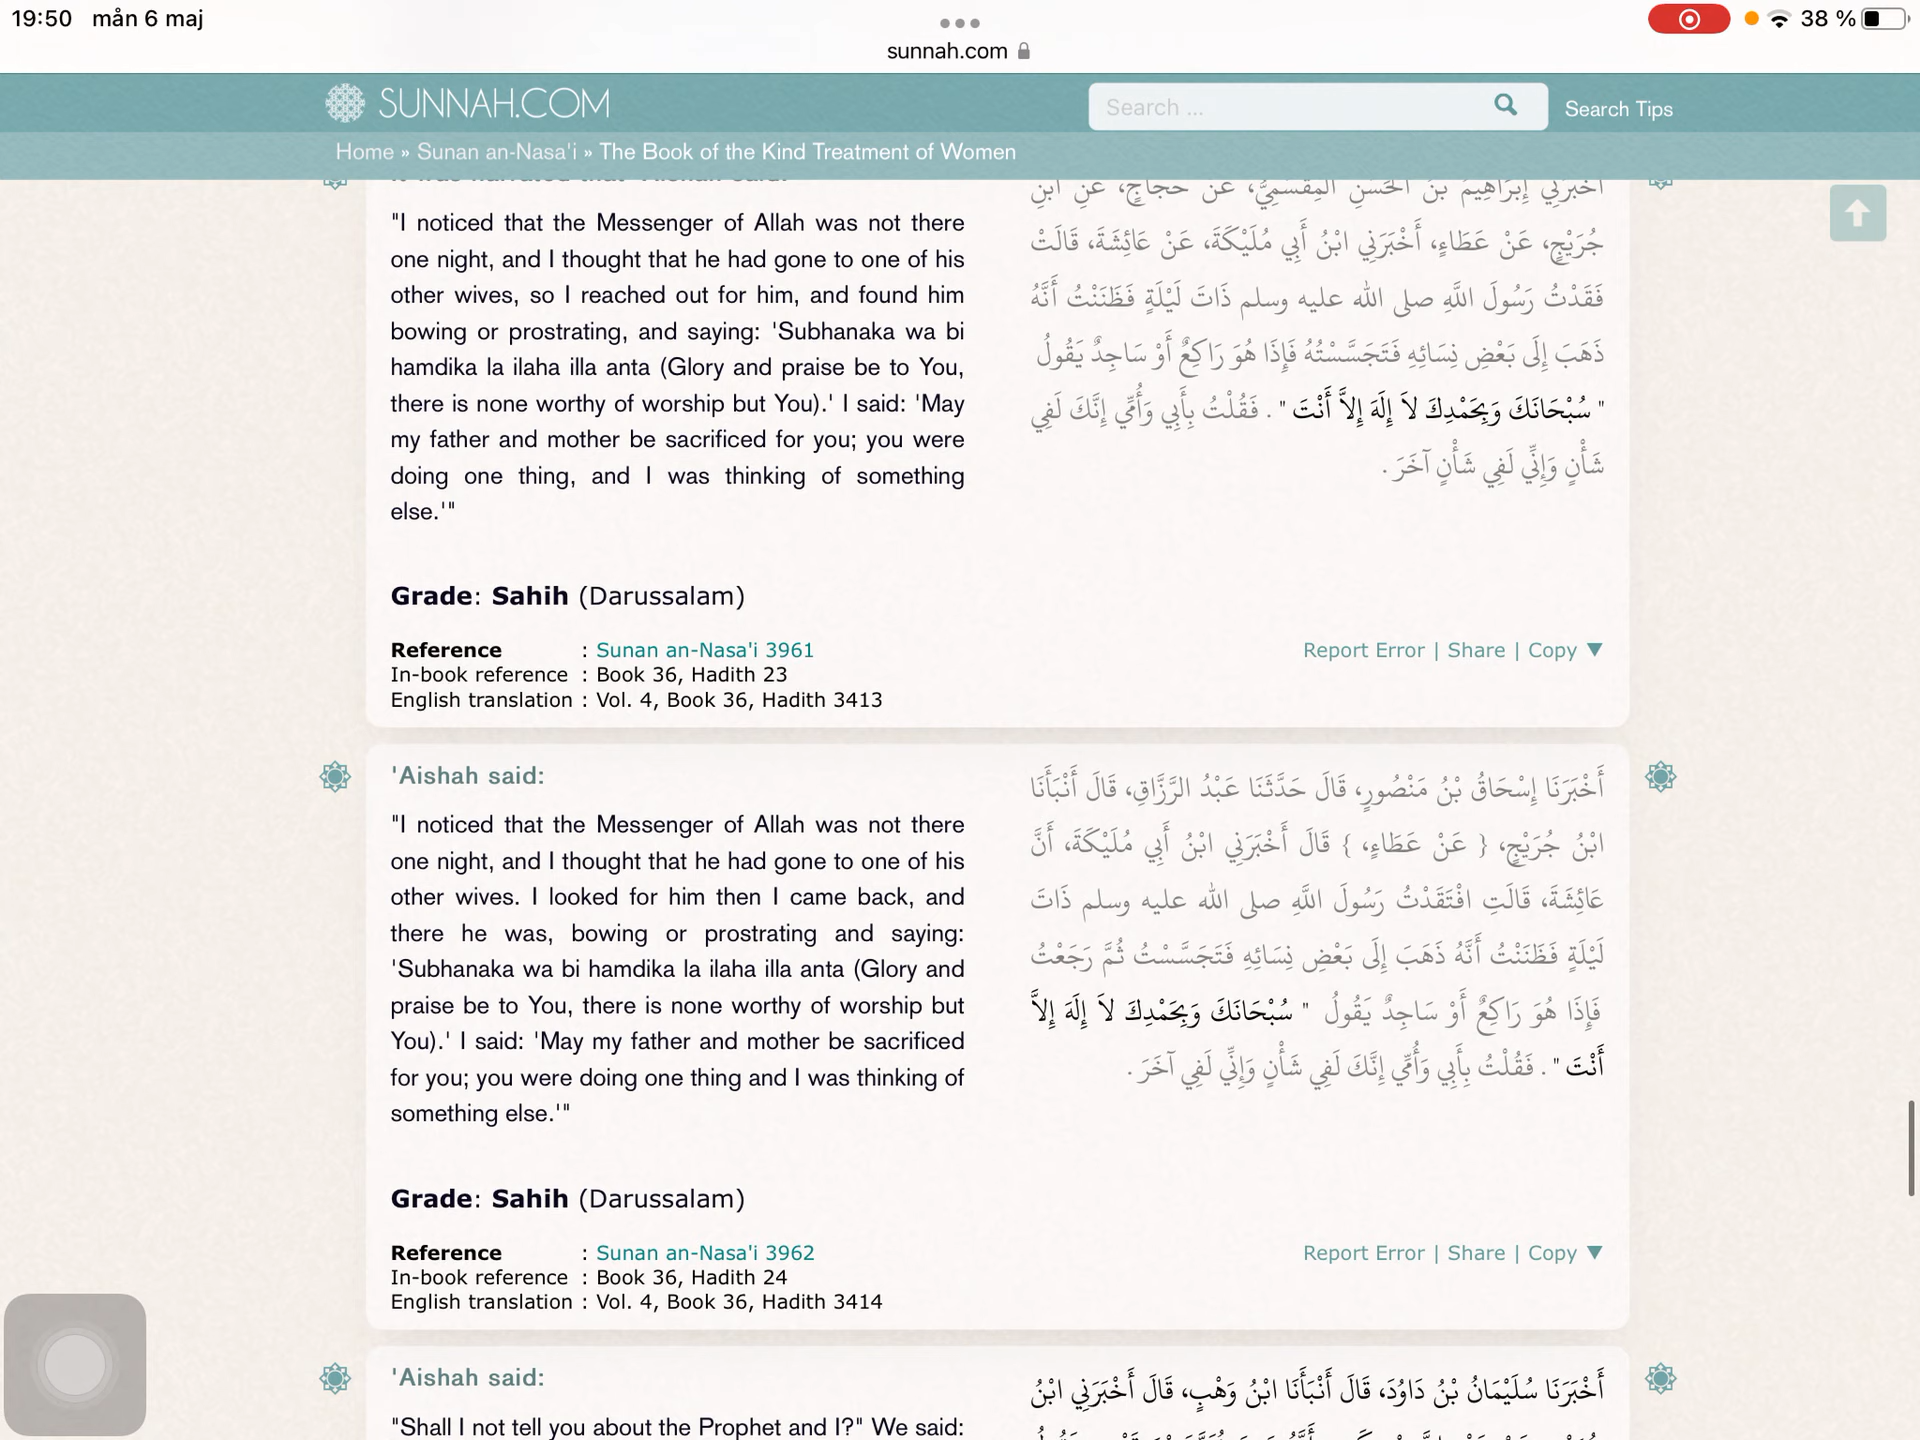 19:50 mån 6 maj
38 %
sunnah.com
SUNNAH.COM
Search ...
Search Tips
Home » Sunan an-Nasa'i » The Book of the Kind Treatment of Women
"I noticed that the Messenger of Allah was not there
one night, and I thought that he had gone to one of his
other wives, so I reached out for him, and found him
bowing or prostrating, and saying: 'Subhanaka wa bi
hamdika la ilaha illa anta (Glory and praise be to You,
there is none worthy of worship but You).' I said: 'May
my father and mother be sacrificed for you; you were
doing one thing, and I was thinking of something
else.'"
أَخْبَرَنِي إِبْرَاهِيمُ بْنُ الْحَسَنِ الْمِقْسَمِيُّ، عَنْ حَجَّاجٍ، عَنِ ابْنِ
جُرَيْجٍ، عَنْ عَطَاءٍ، أَخْبَرَنِي ابْنُ أَبِي مُلَيْكَةَ، عَنْ عَائِشَةَ، قَالَتْ
فَقَدْتُ رَسُولَ اللَّهِ صلى الله عليه وسلم ذَاتَ لَيْلَةٍ فَظَنَنْتُ أَنَّهُ
ذَهَبَ إِلَى بَعْضِ نِسَائِهِ فَتَجَسَّسْتُهُ فَإِذَا هُوَ رَاكِعٌ أَوْ سَاجِدٌ يَقُولُ
" سُبْحَانَكَ وَبِحَمْدِكَ لاَ إِلَهَ إِلاَّ أَنْتَ " . فَقُلْتُ بِأَبِي وَأُمِّي إِنَّكَ لَفِي
شَأْنٍ وَإِنِّي لَفِي شَأْنٍ آخَرَ .
Grade: Sahih (Darussalam)
Reference : Sunan an-Nasa'i 3961
In-book reference : Book 36, Hadith 23
English translation : Vol. 4, Book 36, Hadith 3413
Report Error | Share | Copy ▼
'Aishah said:
"I noticed that the Messenger of Allah was not there
one night, and I thought that he had gone to one of his
other wives. I looked for him then I came back, and
there he was, bowing or prostrating and saying:
'Subhanaka wa bi hamdika la ilaha illa anta (Glory and
praise be to You, there is none worthy of worship but
You).' I said: 'May my father and mother be sacrificed
for you; you were doing one thing and I was thinking of
something else.'"
أَخْبَرَنَا إِسْحَاقُ بْنُ مَنْصُورٍ، قَالَ حَدَّثَنَا عَبْدُ الرَّزَّاقِ، قَالَ أَنْبَأَنَا
ابْنُ جُرَيْجٍ، { عَنْ عَطَاءٍ، } قَالَ أَخْبَرَنِي ابْنُ أَبِي مُلَيْكَةَ، أَنَّ
عَائِشَةَ، قَالَتِ افْتَقَدْتُ رَسُولَ اللَّهِ صلى الله عليه وسلم ذَاتَ
لَيْلَةٍ فَظَنَنْتُ أَنَّهُ ذَهَبَ إِلَى بَعْضِ نِسَائِهِ فَتَجَسَّسْتُ ثُمَّ رَجَعْتُ
فَإِذَا هُوَ رَاكِعٌ أَوْ سَاجِدٌ يَقُولُ " سُبْحَانَكَ وَبِحَمْدِكَ لاَ إِلَهَ إِلاَّ
أَنْتَ " . فَقُلْتُ بِأَبِي وَأُمِّي إِنَّكَ لَفِي شَأْنٍ وَإِنِّي لَفِي آخَرَ .
Grade: Sahih (Darussalam)
Reference : Sunan an-Nasa'i 3962
In-book reference : Book 36, Hadith 24
English translation : Vol. 4, Book 36, Hadith 3414
Report Error | Share | Copy ▼
'Aishah said:
"Shall I not tell you about the Prophet and I?" We said:
أَخْبَرَنَا سُلَيْمَانُ بْنُ دَاوُدَ، قَالَ أَنْبَأَنَا ابْنُ وَهْبٍ، قَالَ أَخْبَرَنِي ابْنُ